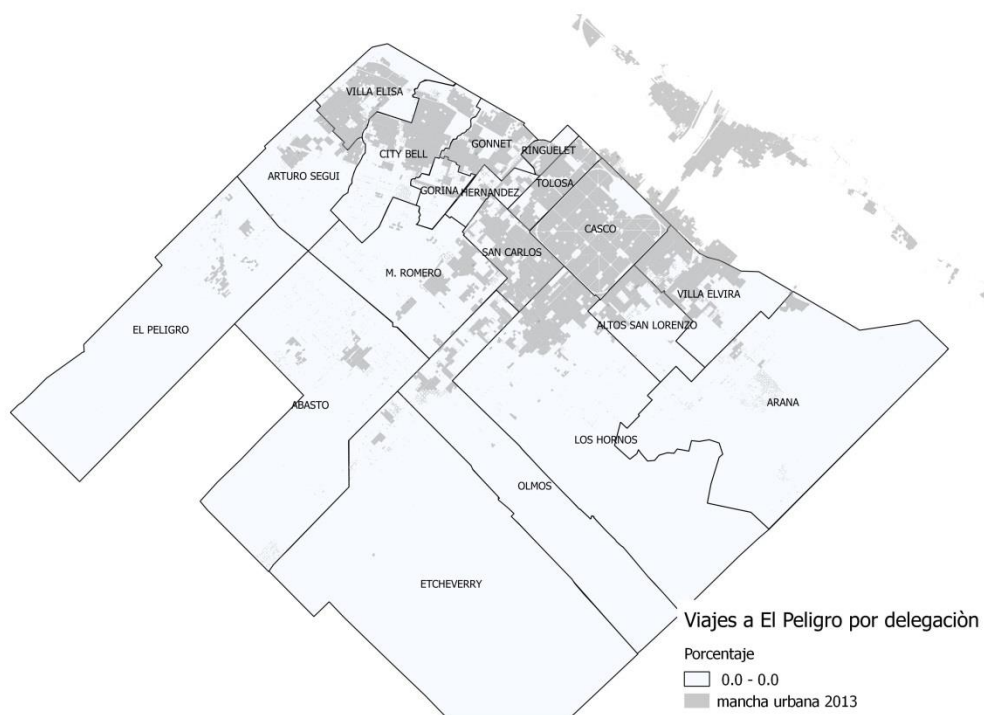 VILLA ELISA
CITY BELL
GONNET
RINGUELET
ARTURO SEGUI
GORINA
HERNANDEZ
TOLOSA
CASCO
SAN CARLOS
M. ROMERO
VILLA ELVIRA
EL PELIGRO
ALTOS SAN LORENZO
ABASTO
ARANA
LOS HORNOS
OLMOS
ETCHEVERRY
Viajes a El Peligro por delegaciòn
Porcentaje
0.0 - 0.0
mancha urbana 2013